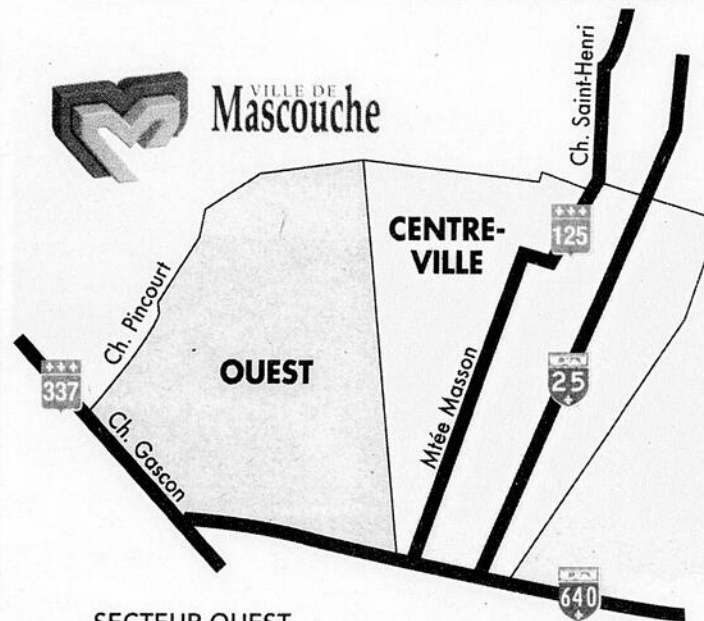 VILLE DE
Mascouche
Ch. Saint-Henri
CENTRE-
VILLE
125
Ch. Pincourt
OUEST
337
25
Mtée Masson
Ch. Gascon
640
SECTEUR OUEST